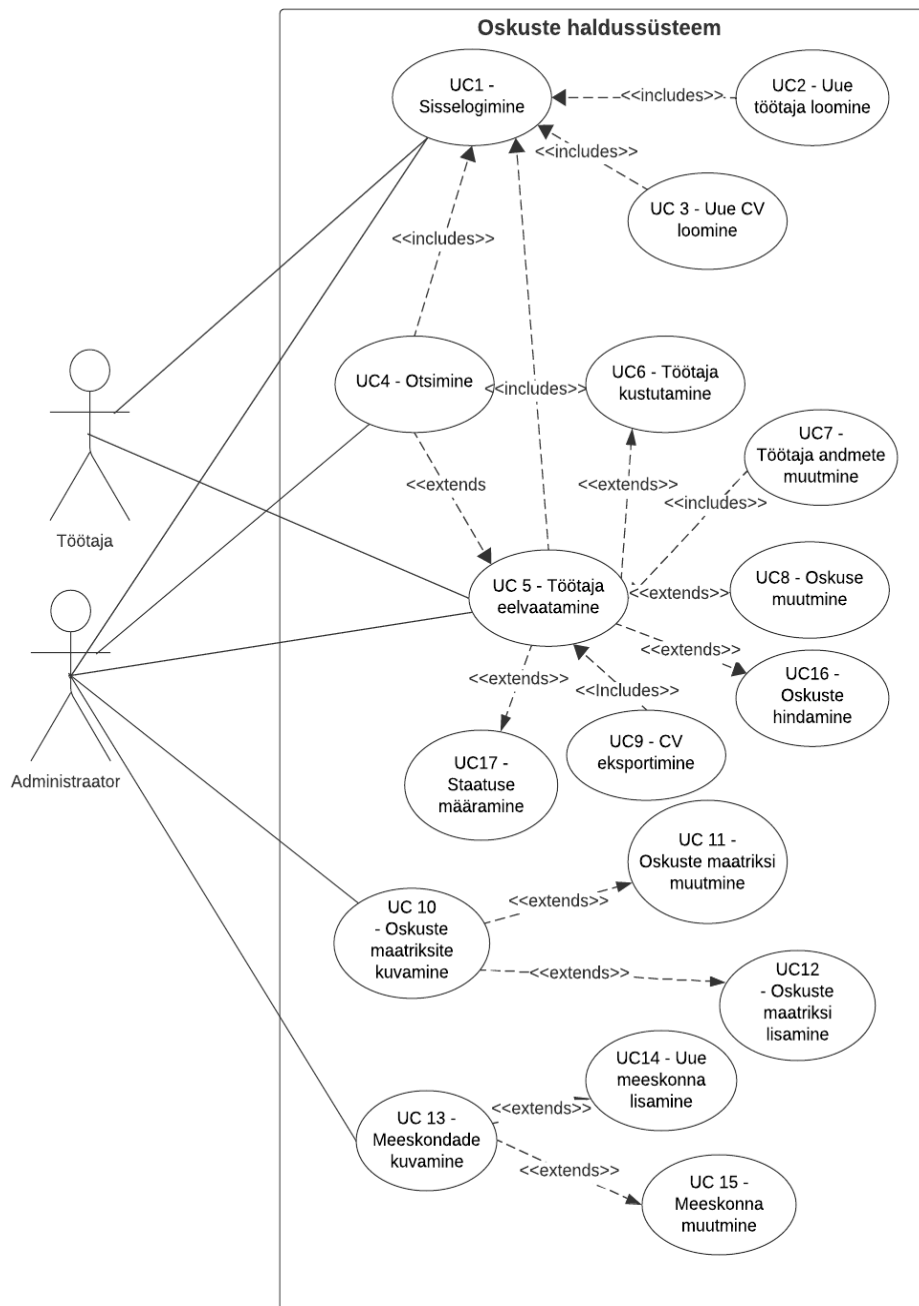 Oskuste haldussüsteem
UC1 -
Sisselogimine
<<includes>>
UC2 - Uue
töötaja loomine
<<includes>>
UC 3 - Uue CV
loomine
<<includes>>
UC4 - Otsimine
<<includes>>
UC6 - Töötaja
kustutamine
UC7 -
Töötaja andmete
muutmine
<<extends
<<extends>>
<<includes>>
Töötaja
UC 5 - Töötaja
eelvaatamine
<<extends>>
UC8 - Oskuse
muutmine
<<extends>>
UC16 -
Oskuste
hindamine
<<extends>>
<<Includes>>
UC9 - CV
eksportimine
UC17 -
Staatuse
määramine
Administraator
UC 11 -
Oskuste maatriksi
muutmine
<<extends>>
UC 10
- Oskuste
maatriksite
kuvamine
<<extends>>
UC12
- Oskuste
maatriksi
lisamine
UC14 - Uue
meeskonna
lisamine
<<extends>>
UC 13 -
Meeskondade
kuvamine
<<extends>>
UC 15 -
Meeskonna
muutmine